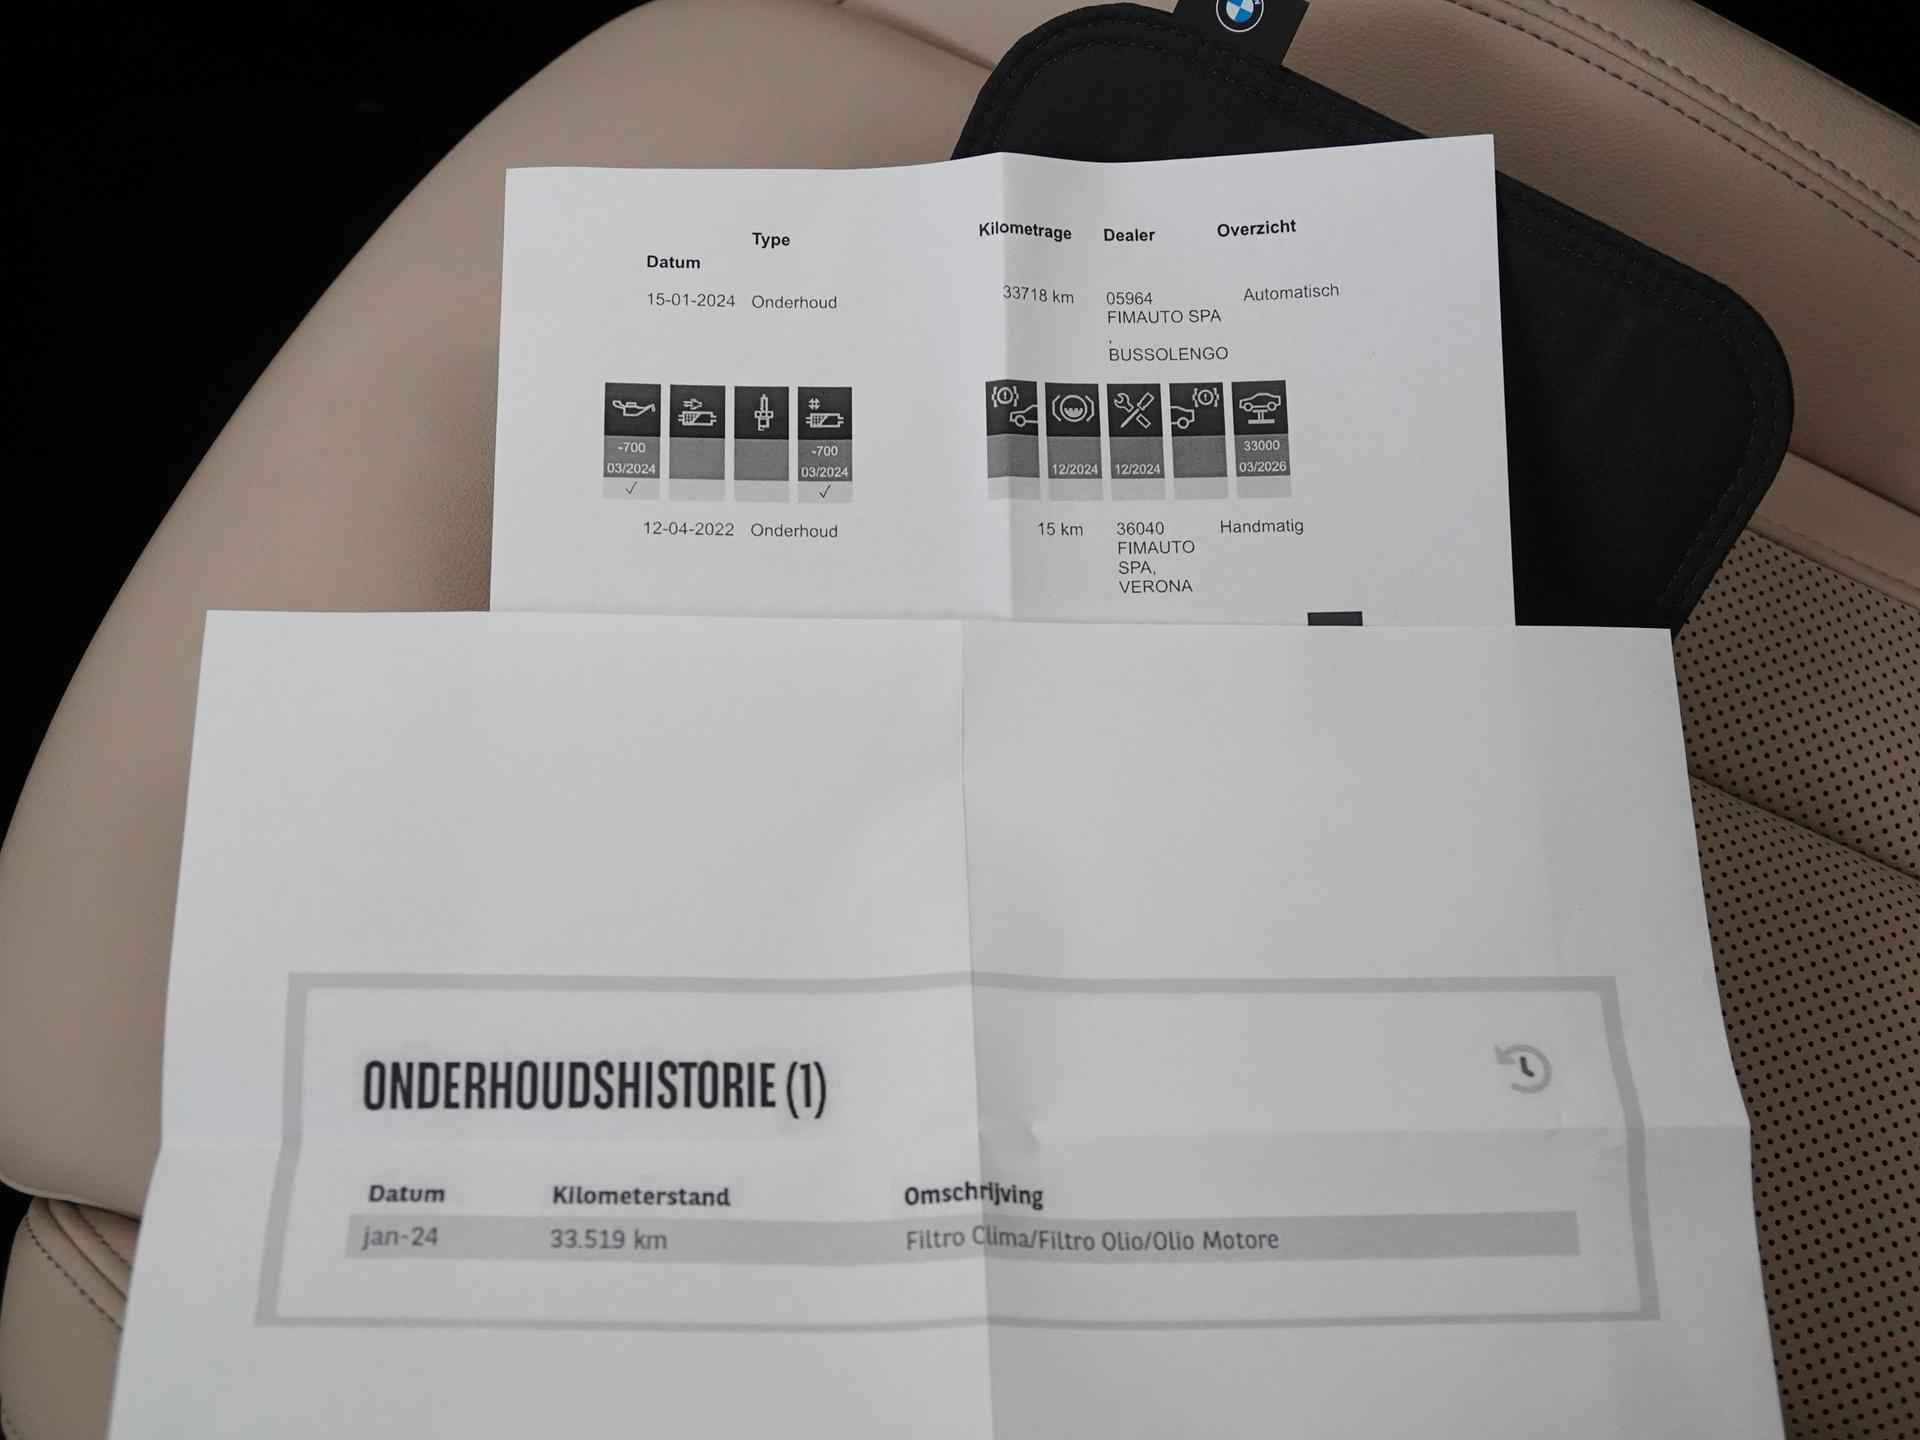 Type Kilometrage Dealer Overzicht
Datum
15-01-2024 Onderhoud 33718 km 05964 Automatisch
FIMAUTO SPA
,
BUSSOLENGO
-700 -700 33000
03/2024 03/2024 12/2024 12/2024 03/2026
✓ ✓
12-04-2022 Onderhoud 15 km 36040 Handmatig
FIMAUTO
SPA,
VERONA
ONDERHOUDSHISTORIE (1)
Datum Kilometerstand Omschrijving
jan-24 33.519 km Filtro Clima/Filtro Olio/Olio Motore